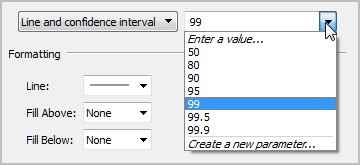 Line and confidence interval
99
Enter a value...
50
80
90
95
99
99.5
99.9
Create a new parameter...
Formatting
Line:
Fill Above: None
Fill Below: None